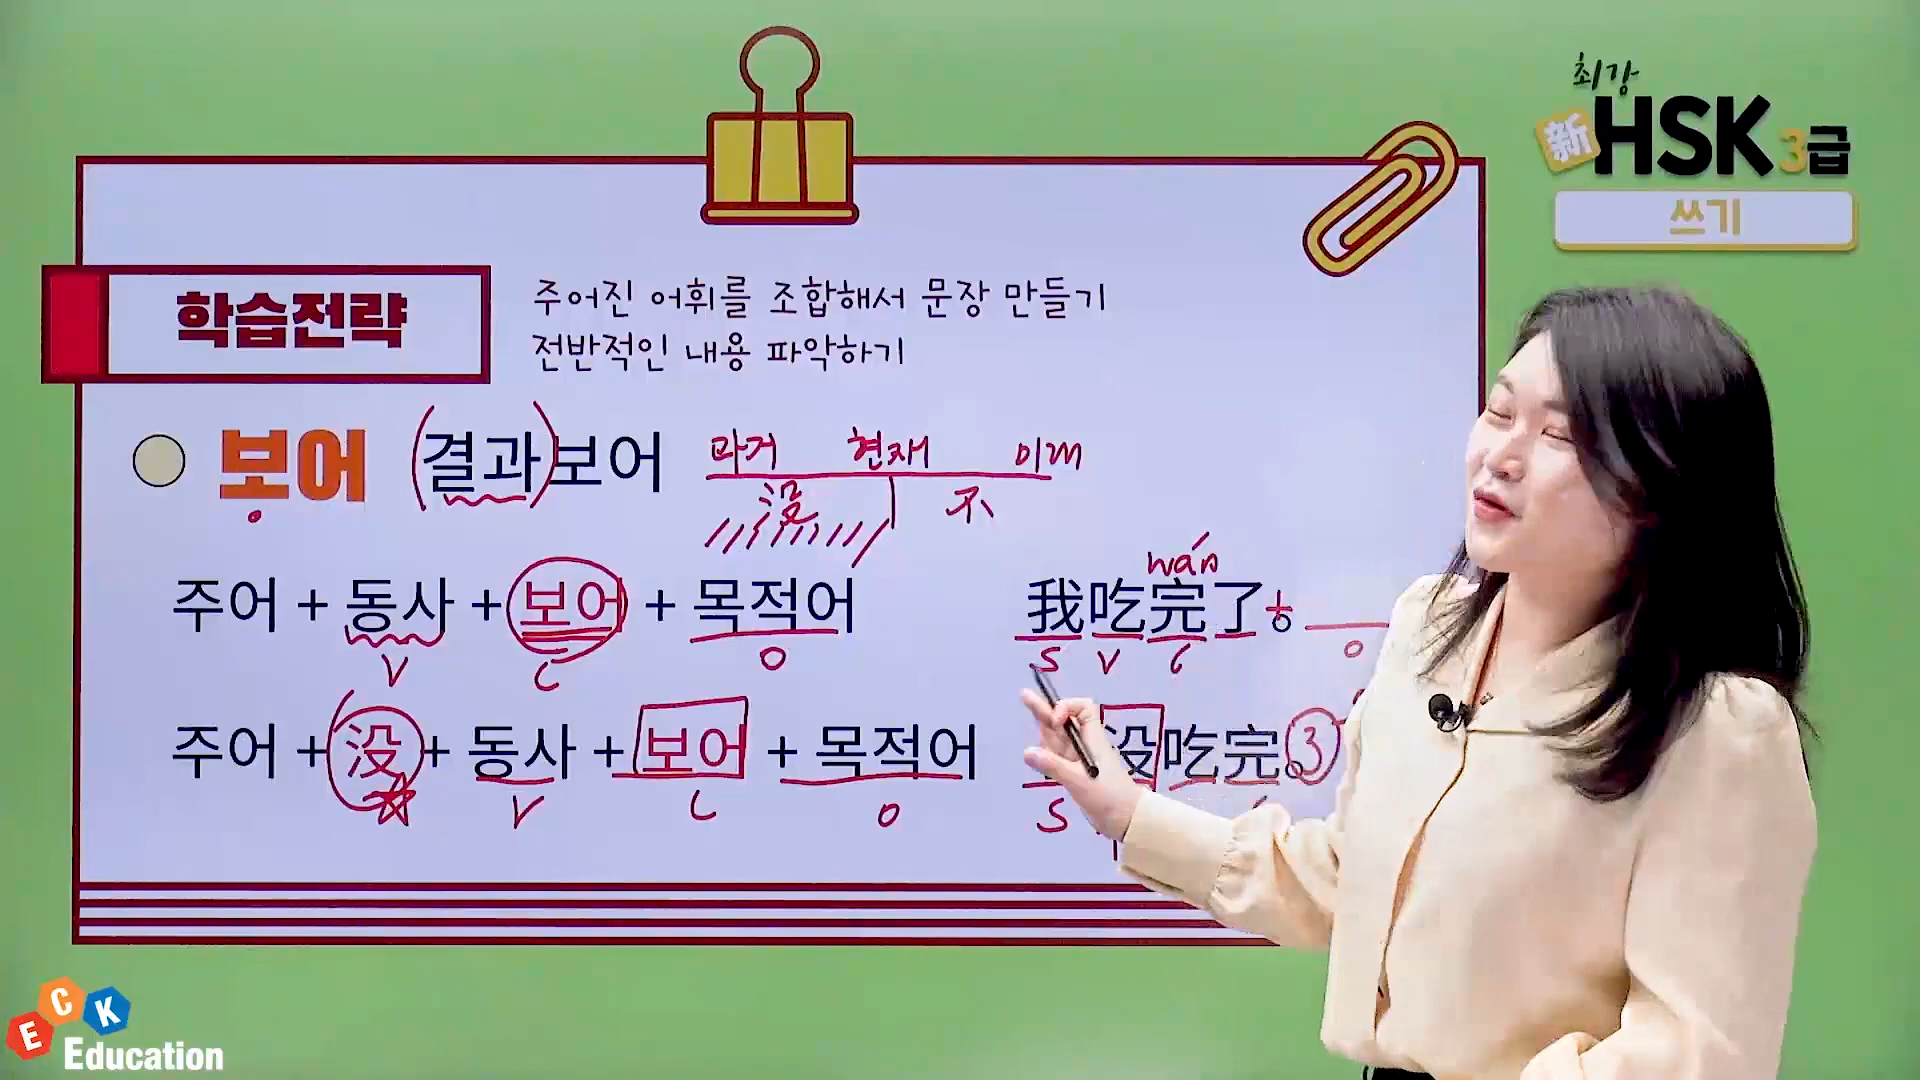 최강
新HSK 3급
쓰기
학습전략
주어진 어휘를 조합해서 문장 만들기
전반적인 내용 파악하기
보어 (결과)보어
과거 현재 미래
没 不
주어 + 동사 + 보어 + 목적어
V C O
wán
我吃完了。
S V C O
주어 + 没 + 동사 + 보어 + 목적어
V C O
没吃完。
S
ECK
Education